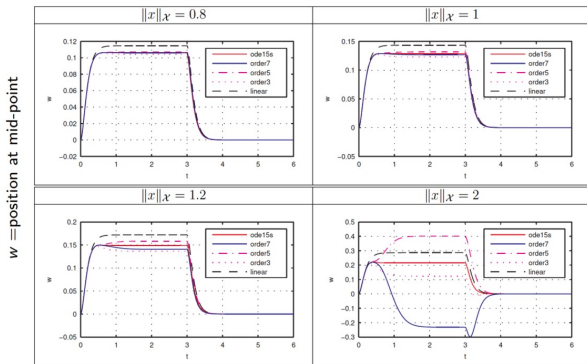 ‖x‖𝒳 = 0.8
‖x‖𝒳 = 1
w =position at mid-point
0.12
0.1
0.08
0.06
0.04
0.02
0
−0.02
w
0 1 2 3 4 5 6
t
ode15s
order7
order5
order3
linear
0.15
0.1
0.05
0
−0.05
w
0 1 2 3 4 5 6
t
ode15s
order7
order5
order3
linear
‖x‖𝒳 = 1.2
‖x‖𝒳 = 2
0.2
0.15
0.1
0.05
0
−0.05
w
0 1 2 3 4 5 6
t
ode15s
order7
order5
order3
linear
0.5
0.4
0.3
0.2
0.1
0
−0.1
−0.2
−0.3
w
0 1 2 3 4 5 6
t
ode15s
order7
order5
order3
linear